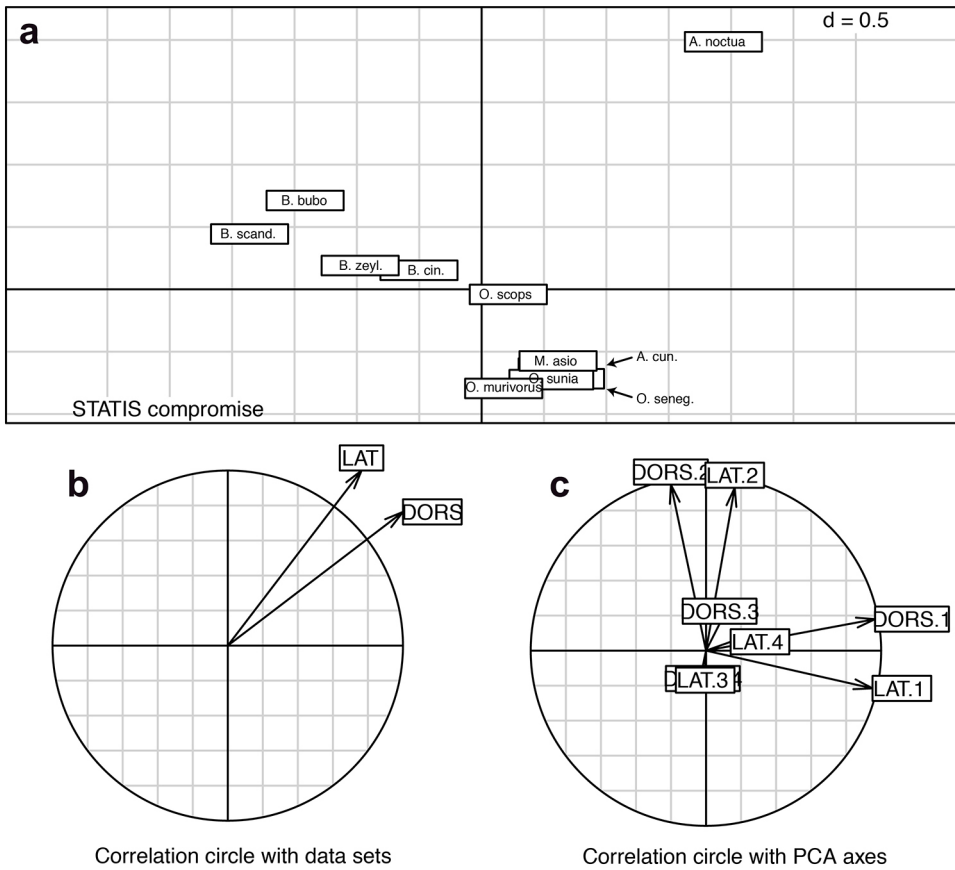 a
d = 0.5
A. noctua
B. bubo
B. scand.
B. zeyl.
B. cin.
O. scops
M. asio
A. cun.
O. sunia
O. murivorus
O. seneg.
STATIS compromise
b
LAT
DORS
c
DORS.2
LAT.2
DORS.3
DORS.1
LAT.4
LAT.3
LAT.1
Correlation circle with data sets
Correlation circle with PCA axes